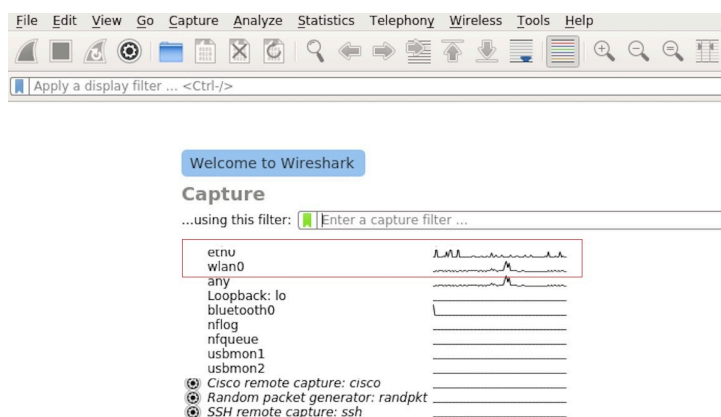 File Edit View Go Capture Analyze Statistics Telephony Wireless Tools Help
Apply a display filter ... <Ctrl-/>
Welcome to Wireshark
Capture
...using this filter: Enter a capture filter ...
eth0
wlan0
any
Loopback: lo
bluetooth0
nflog
nfqueue
usbmon1
usbmon2
Cisco remote capture: cisco
Random packet generator: randpkt
SSH remote capture: ssh